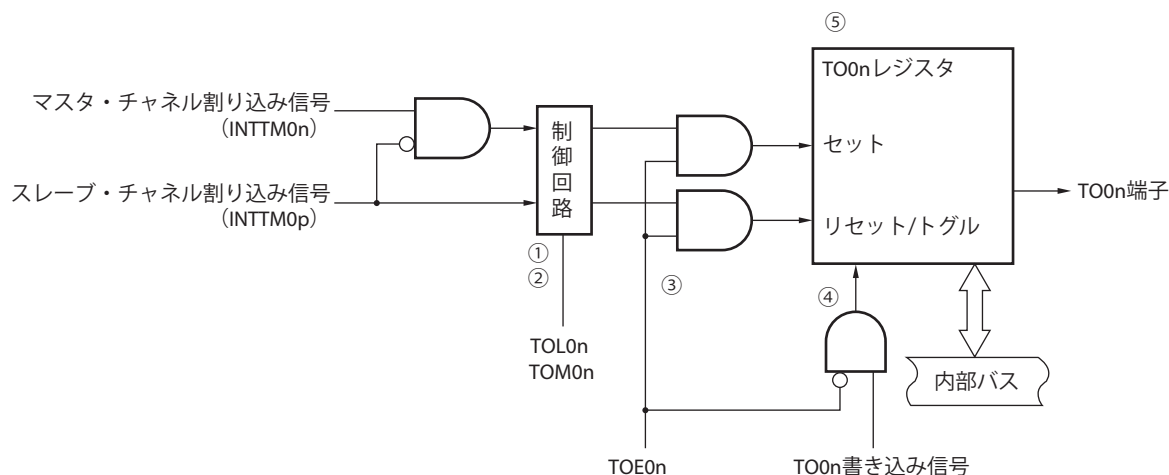 ⑤
TO0nレジスタ
マスタ・チャネル割り込み信号
（INTTM0n）
制御回路
セット
スレーブ・チャネル割り込み信号
（INTTM0p）
TO0n端子
リセット/トグル
①
②
③
④
TOL0n
TOM0n
内部バス
TOE0n
TO0n書き込み信号